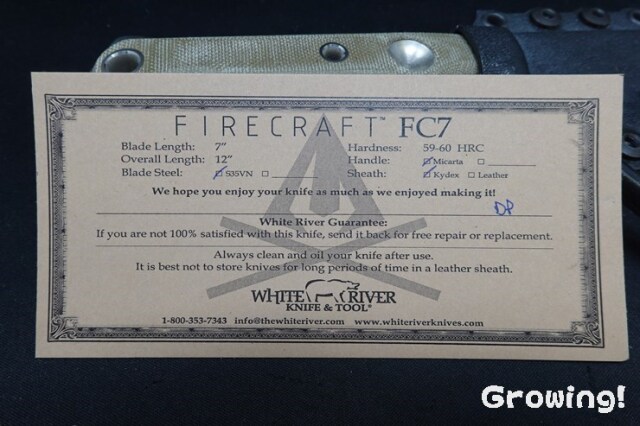 FIRECRAFT™ FC7
Blade Length: 7"
Hardness: 59-60 HRC
Overall Length: 12"
Handle: ☑ Micarta ☐ ________
Blade Steel: ☑ S35VN ☐ ________
Sheath: ☑ Kydex ☐ Leather
We hope you enjoy your knife as much as we enjoyed making it!
DP
White River Guarantee:
If you are not 100% satisfied with this knife, send it back for free repair or replacement.
Always clean and oil your knife after use.
It is best not to store knives for long periods of time in a leather sheath.
WHITE RIVER
KNIFE & TOOL®
1-800-353-7343 info@thewhiteriver.com www.whiteriverknives.com
Growing!